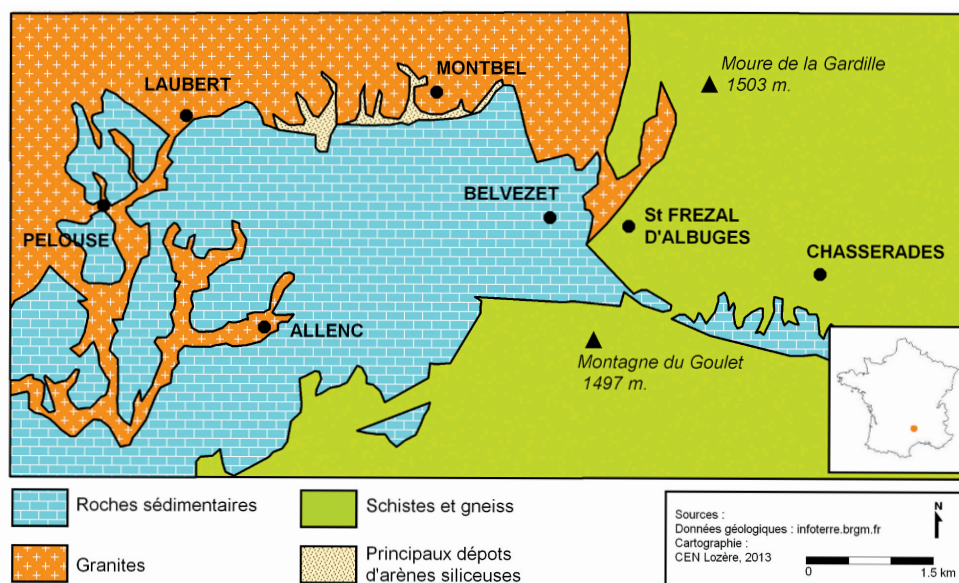 Moure de la Gardille
1503 m.
MONTBEL
LAUBERT
BELVEZET
St FREZAL
D'ALBUGES
PELOUSE
CHASSERADES
ALLENC
Montagne du Goulet
1497 m.
Roches sédimentaires
Schistes et gneiss
Granites
Principaux dépots
d'arènes siliceuses
Sources :
Données géologiques : infoterre.brgm.fr
Cartographie :
CEN Lozère, 2013
N
0 1.5 km